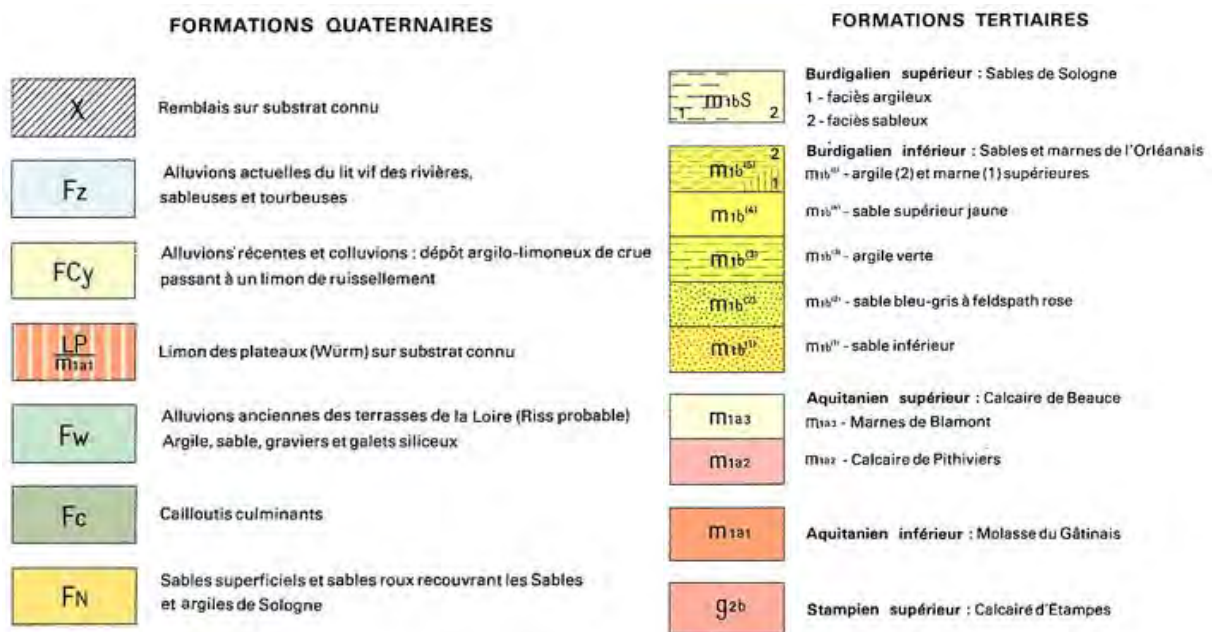 FORMATIONS QUATERNAIRES
X
Remblais sur substrat connu
Fz
Alluvions actuelles du lit vif des rivières,
sableuses et tourbeuses
FCy
Alluvions récentes et colluvions : dépôt argilo-limoneux de crue
passant à un limon de ruissellement
LP
m1a1
Limon des plateaux (Würm) sur substrat connu
Fw
Alluvions anciennes des terrasses de la Loire (Riss probable)
Argile, sable, graviers et galets siliceux
Fc
Cailloutis culminants
FN
Sables superficiels et sables roux recouvrant les Sables
et argiles de Sologne
FORMATIONS TERTIAIRES
m1bS
1 2
Burdigalien supérieur : Sables de Sologne
1 - faciès argileux
2 - faciès sableux
2
m1b(5)
1
Burdigalien inférieur : Sables et marnes de l'Orléanais
m1b(5) - argile (2) et marne (1) supérieures
m1b(4)
m1b(4) - sable supérieur jaune
m1b(3)
m1b(3) - argile verte
m1b(2)
m1b(2) - sable bleu-gris à feldspath rose
m1b(1)
m1b(1) - sable inférieur
Aquitanien supérieur : Calcaire de Beauce
m1a3
m1a3 - Marnes de Blamont
m1a2
m1a2 - Calcaire de Pithiviers
m1a1
Aquitanien inférieur : Molasse du Gâtinais
g2b
Stampien supérieur : Calcaire d'Etampes